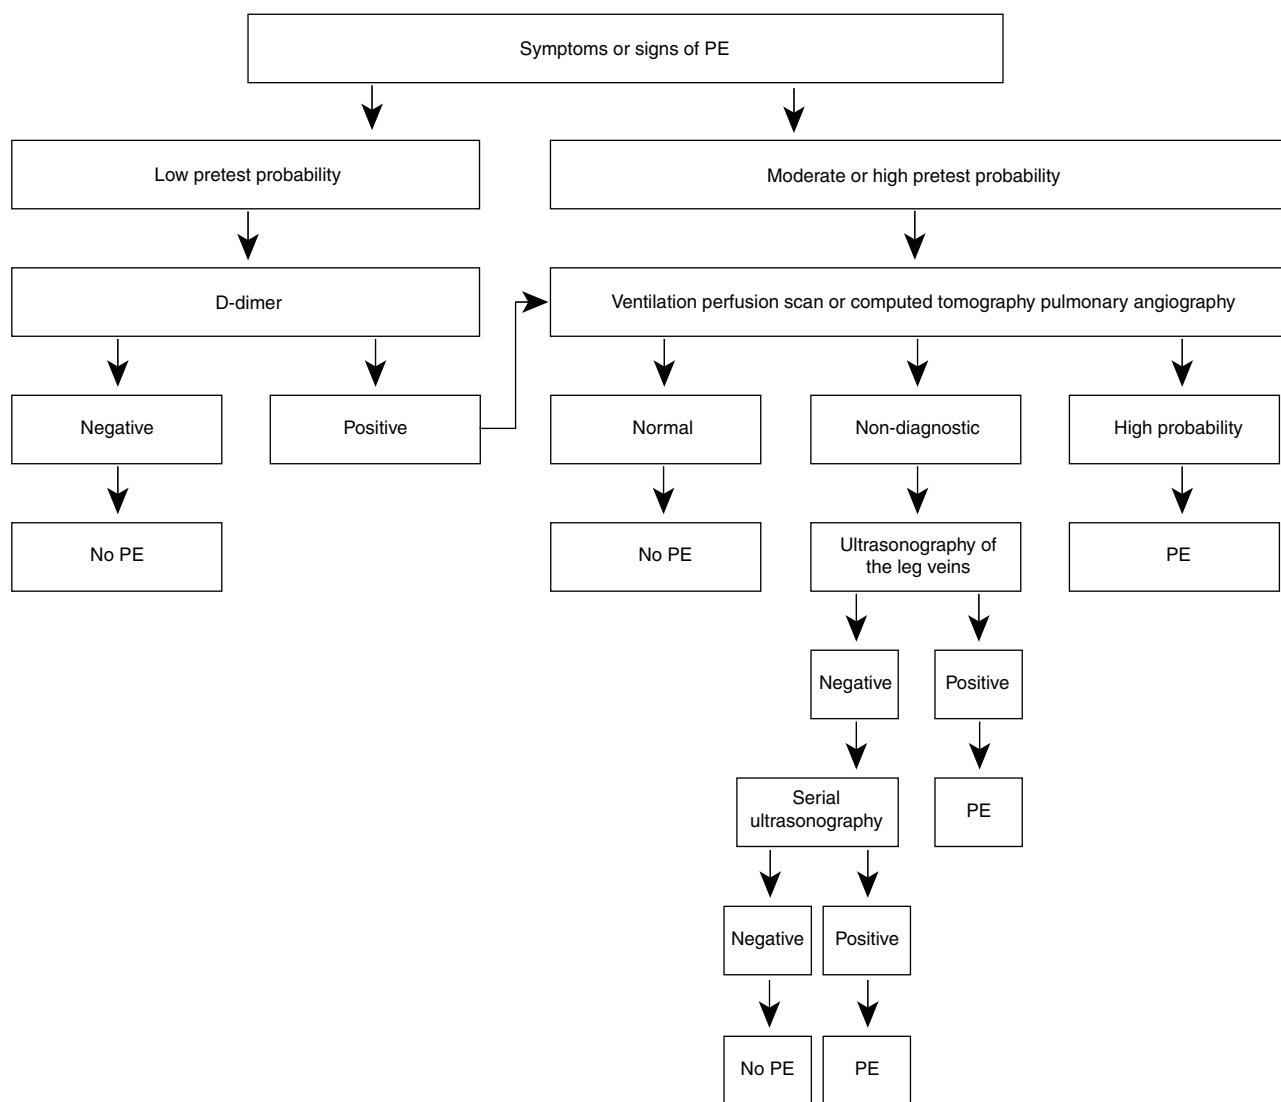 Symptoms or signs of PE
Low pretest probability
Moderate or high pretest probability
D-dimer
Ventilation perfusion scan or computed tomography pulmonary angiography
Negative
Positive
Normal
Non-diagnostic
High probability
No PE
No PE
Ultrasonography of
the leg veins
PE
Negative
Positive
Serial
ultrasonography
PE
Negative
Positive
No PE
PE